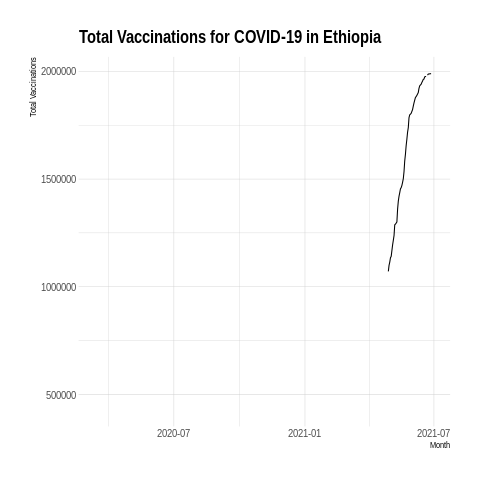 Total Vaccinations for COVID-19 in Ethiopia
Total Vaccinations
2000000
1500000
1000000
500000
2020-07
2021-01
2021-07
Month